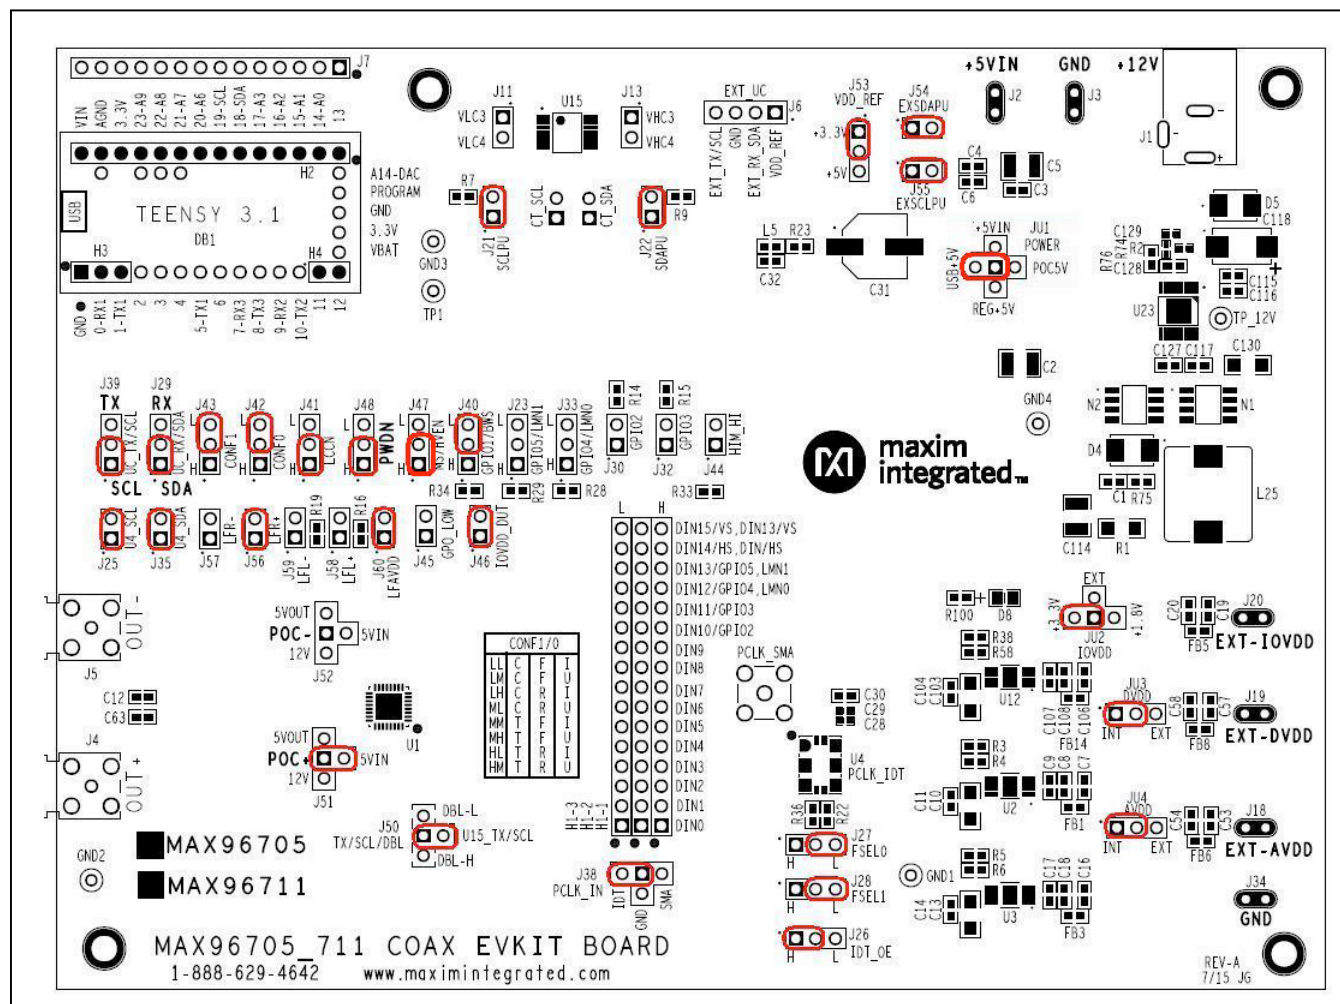 J7
VIN
AGND
3.3V
23-A9
22-A8
21-A7
20-A6
19-SCL
18-SDA
17-A3
16-A2
15-A1
14-A0
13
H2
A14-DAC
PROGRAM
GND
3.3V
VBAT
USB
TEENSY 3.1
DB1
H3
H4
GND
0-RX1
1-TX1
2
3
4
5-TX1
6
7-RX3
8-TX3
9-RX2
10-TX2
11
12
J11
VLC3
VLC4
U15
J13
VHC3
VHC4
EXT_UC
J6
EXT_TX/SCL
GND
EXT_RX_SDA
VDD_REF
J53
VDD_REF
+3.3V
+5V
J54
EXSDAPU
J55
EXSCLPU
+5VIN
J2
GND
J3
+12V
J1
-
-
+
C4
C6
C5
C3
R7
J21
SCLPU
CT_SCL
CT_SDA
J22
SDAPU
R9
GND3
TP1
L5
R23
C32
C31
+5VIN
JU1
POWER
USB+5V
POC5V
REG+5V
D5
C118
C129
R74
R2
R76
C128
C115
C116
U23
TP_12V
C2
C127
C117
C130
GND4
N2
N1
D4
C1
R75
L25
C114
R1
J39
TX
UC_TX/SCL
SCL
J29
RX
UC_RX/SDA
SDA
J43
L
H
CONF1
J42
L
H
CONF0
J41
L
H
LCCN
J48
L
H
PWDN
J47
L
H
MS/HVEN
J40
L
H
GPIO1/BWS
J23
GPIO5/LMN1
J33
GPIO4/LMN0
R14
R15
GPIO2
J30
GPIO3
J32
HIM_HI
J44
R34
R29
R28
R33
maxim
integrated™
U4_SCL
J25
U4_SDA
J35
J57
LFR-
LFR+
J56
J59
LFL-
R19
J58
LFL+
R16
J60
LFAVDD
J45
GPO_LOW
J46
IOVDD_DUT
L
H
DIN15/VS,DIN13/VS
DIN14/HS,DIN/HS
DIN13/GPIO5,LMN1
DIN12/GPIO4,LMN0
DIN11/GPIO3
DIN10/GPIO2
DIN9
DIN8
DIN7
DIN6
DIN5
DIN4
DIN3
DIN2
DIN1
DIN0
H1-3
H1-2
H1-1
OUT-
J5
5VOUT
POC-
5VIN
12V
J52
C12
C63
J4
OUT+
5VOUT
POC+
5VIN
12V
J51
U1
CONF1/0
LL C F I
LM C F U
LH C R I
ML C R U
MM T F I
MH T F U
HL T R I
HM T R U
PCLK_SMA
C30
C29
C28
U4
PCLK_IDT
R36
R22
J50
DBL-L
TX/SCL/DBL
U15_TX/SCL
DBL-H
J38
PCLK_IN
IDT
GND
SMA
J27
FSEL0
H
L
J28
FSEL1
H
L
J26
IDT_OE
H
L
GND1
R100
+
D8
R38
R58
C104
C103
U12
C107
C108
C106
FB14
R3
R4
C11
C10
U2
C9
C8
C7
FB1
R5
R6
C14
C13
U3
C17
C18
C16
FB3
EXT
+3.3V
+1.8V
JU2
IOVDD
C20
C19
FB5
J20
EXT-IOVDD
JU3
DVDD
INT
EXT
C58
C57
FB8
J19
EXT-DVDD
JU4
AVDD
INT
EXT
C54
C53
FB6
J18
EXT-AVDD
J34
GND
GND2
MAX96705
MAX96711
MAX96705_711 COAX EVKIT BOARD
1-888-629-4642
www.maximintegrated.com
REV-A
7/15 JG